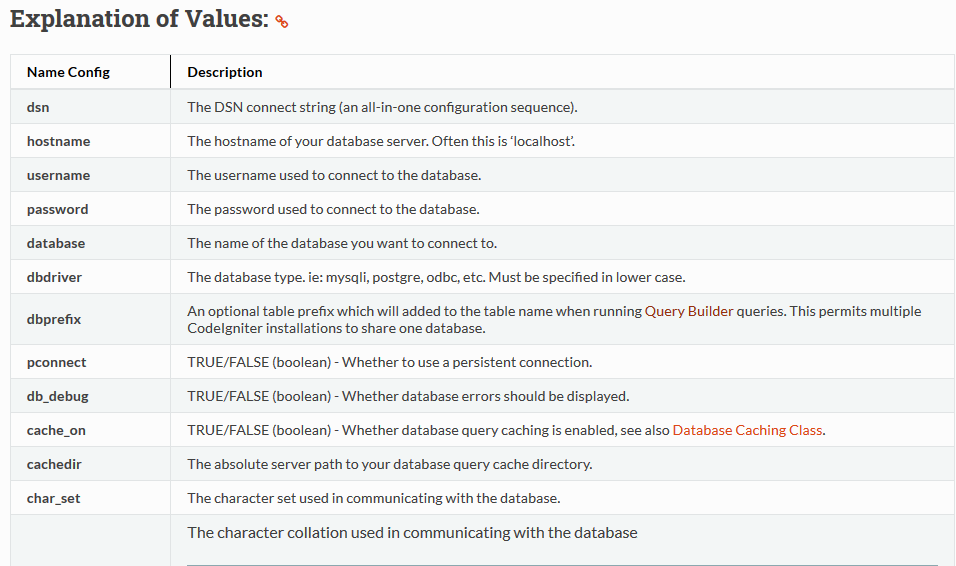 Explanation of Values:
Name Config Description
dsn The DSN connect string (an all-in-one configuration sequence).
hostname The hostname of your database server. Often this is ‘localhost’.
username The username used to connect to the database.
password The password used to connect to the database.
database The name of the database you want to connect to.
dbdriver The database type. ie: mysqli, postgre, odbc, etc. Must be specified in lower case.
dbprefix An optional table prefix which will added to the table name when running Query Builder queries. This permits multiple
CodeIgniter installations to share one database.
pconnect TRUE/FALSE (boolean) - Whether to use a persistent connection.
db_debug TRUE/FALSE (boolean) - Whether database errors should be displayed.
cache_on TRUE/FALSE (boolean) - Whether database query caching is enabled, see also Database Caching Class.
cachedir The absolute server path to your database query cache directory.
char_set The character set used in communicating with the database.
The character collation used in communicating with the database